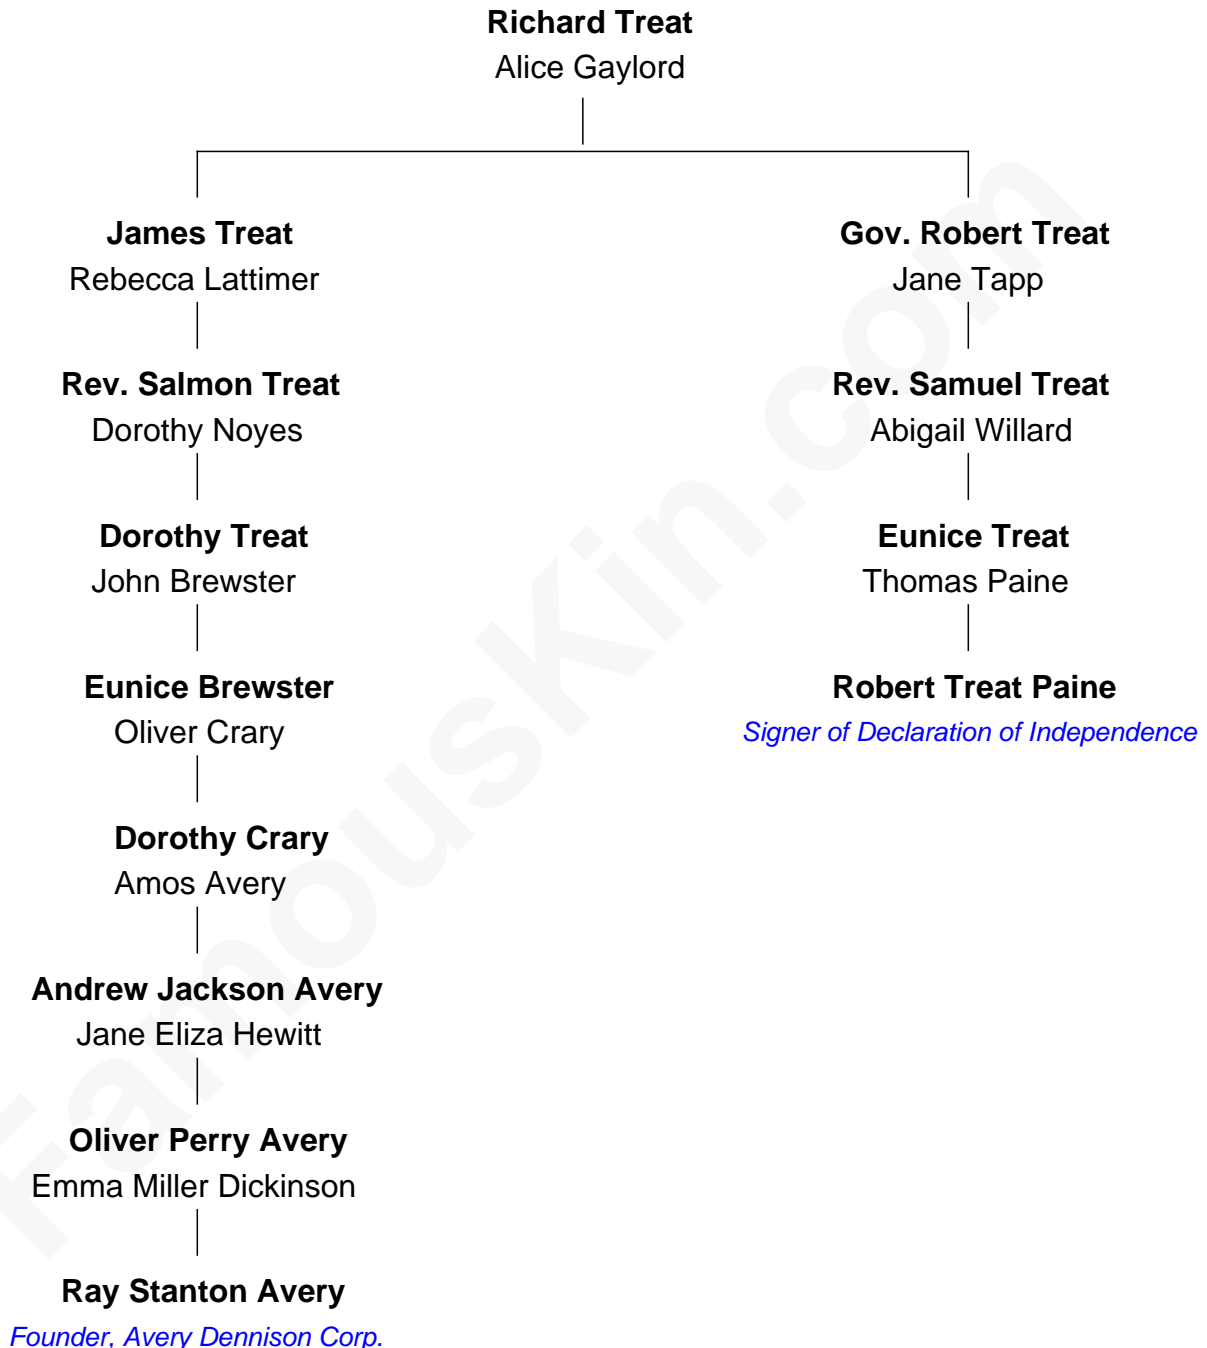 Richard Treat
Alice Gaylord
James Treat
Rebecca Lattimer
Gov. Robert Treat
Jane Tapp
Rev. Salmon Treat
Dorothy Noyes
Rev. Samuel Treat
Abigail Willard
Dorothy Treat
John Brewster
Eunice Treat
Thomas Paine
Eunice Brewster
Oliver Crary
Robert Treat Paine
Signer of Declaration of Independence
Dorothy Crary
Amos Avery
Andrew Jackson Avery
Jane Eliza Hewitt
Oliver Perry Avery
Emma Miller Dickinson
Ray Stanton Avery
Founder, Avery Dennison Corp.
FamousKin.com